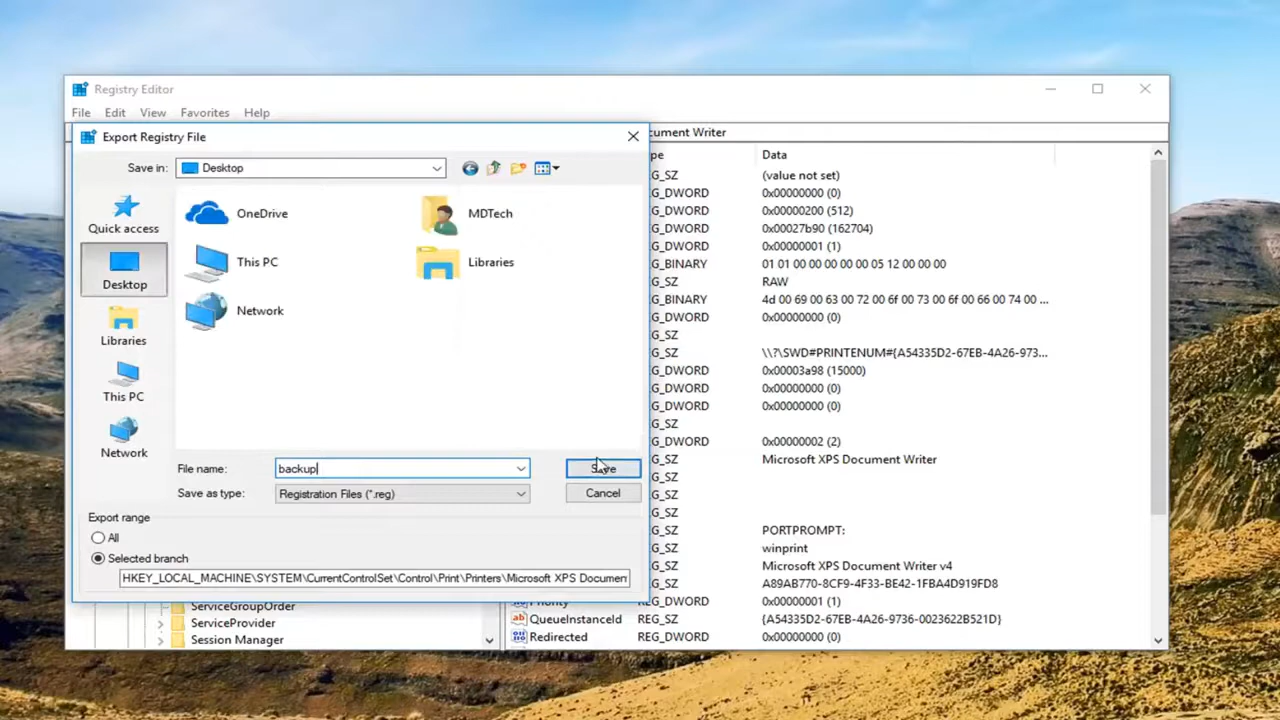 Registry Editor
File Edit View Favorites Help
Export Registry File
Save in: Desktop
Quick access
Desktop
Libraries
This PC
Network
OneDrive
MDTech
This PC
Libraries
Network
File name: backup
Save
Save as type: Registration Files (*.reg)
Cancel
Export range
All
Selected branch
HKEY_LOCAL_MACHINE\SYSTEM\CurrentControlSet\Control\Print\Printers\Microsoft XPS Documen
ServiceGroupOrder
ServiceProvider
Session Manager
ocument Writer
pe Data
G_SZ (value not set)
G_DWORD 0x00000000 (0)
G_DWORD 0x00000200 (512)
G_DWORD 0x00027b90 (162704)
G_DWORD 0x00000001 (1)
G_BINARY 01 01 00 00 00 00 00 05 12 00 00 00
G_SZ RAW
G_BINARY 4d 00 69 00 63 00 72 00 6f 00 73 00 6f 00 66 00 74 00 ...
G_DWORD 0x00000000 (0)
G_SZ
G_SZ \\?\SWD#PRINTENUM#{A54335D2-67EB-4A26-973...
G_DWORD 0x00003a98 (15000)
G_DWORD 0x00000000 (0)
G_DWORD 0x00000000 (0)
G_SZ
G_DWORD 0x00000002 (2)
G_SZ Microsoft XPS Document Writer
G_SZ
G_SZ
G_SZ
G_SZ PORTPROMPT:
G_SZ winprint
G_SZ Microsoft XPS Document Writer v4
G_SZ A89AB770-8CF9-4F33-BE42-1FBA4D919FD8
Priority REG_DWORD 0x00000001 (1)
QueueInstanceId REG_SZ {A54335D2-67EB-4A26-9736-0023622B521D}
Redirected REG_DWORD 0x00000000 (0)